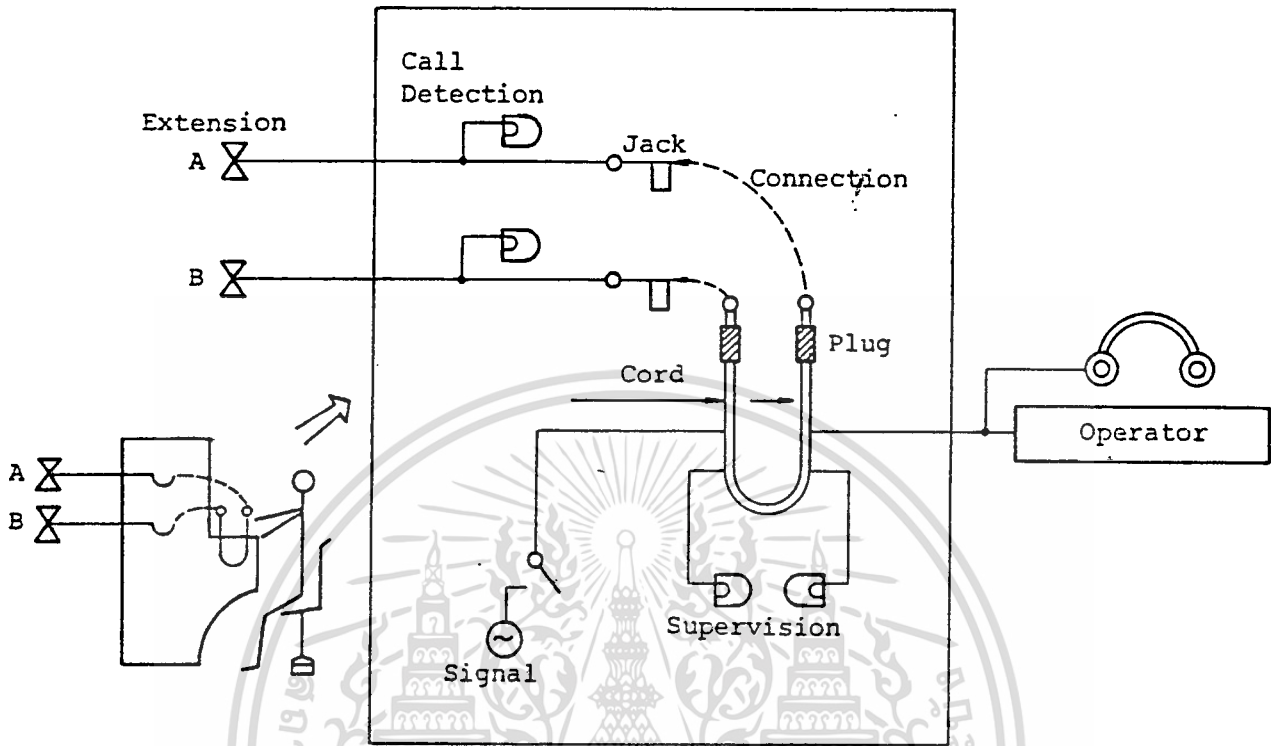 Call
Detection
Extension
A
Jack
Connection
B
Plug
Cord
Operator
A
B
Supervision
Signal